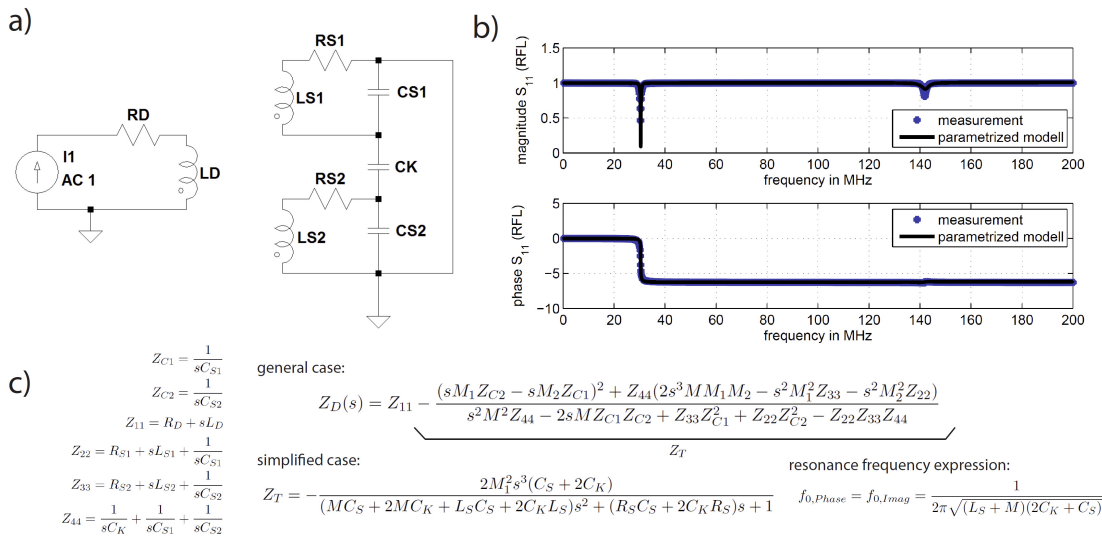 a)
RD
I1
AC 1
LD
RS1
LS1
CS1
CK
RS2
LS2
CS2
b)
magnitude S₁₁ (RFL)
1.5
1
0.5
0
0 20 40 60 80 100 120 140 160 180 200
frequency in MHz
measurement
parametrized modell
phase S₁₁ (RFL)
5
0
−5
−10
0 20 40 60 80 100 120 140 160 180 200
frequency in MHz
measurement
parametrized modell
c)
Z_{C1} = \frac{1}{sC_{S1}}
Z_{C2} = \frac{1}{sC_{S2}}
Z_{11} = R_D + sL_D
Z_{22} = R_{S1} + sL_{S1} + \frac{1}{sC_{S1}}
Z_{33} = R_{S2} + sL_{S2} + \frac{1}{sC_{S2}}
Z_{44} = \frac{1}{sC_K} + \frac{1}{sC_{S1}} + \frac{1}{sC_{S2}}
general case:
Z_D(s) = Z_{11} - \frac{(sM_1Z_{C2} - sM_2Z_{C1})^2 + Z_{44}(2s^3MM_1M_2 - s^2M_1^2Z_{33} - s^2M_2^2Z_{22})}{s^2M^2Z_{44} - 2sMZ_{C1}Z_{C2} + Z_{33}Z_{C1}^2 + Z_{22}Z_{C2}^2 - Z_{22}Z_{33}Z_{44}}
Z_T
simplified case:
Z_T = -\frac{2M_1^2s^3(C_S + 2C_K)}{(MC_S + 2MC_K + L_SC_S + 2C_KL_S)s^2 + (R_SC_S + 2C_KR_S)s + 1}
resonance frequency expression:
f_{0,Phase} = f_{0,Imag} = \frac{1}{2\pi\sqrt{(L_S + M)(2C_K + C_S)}}